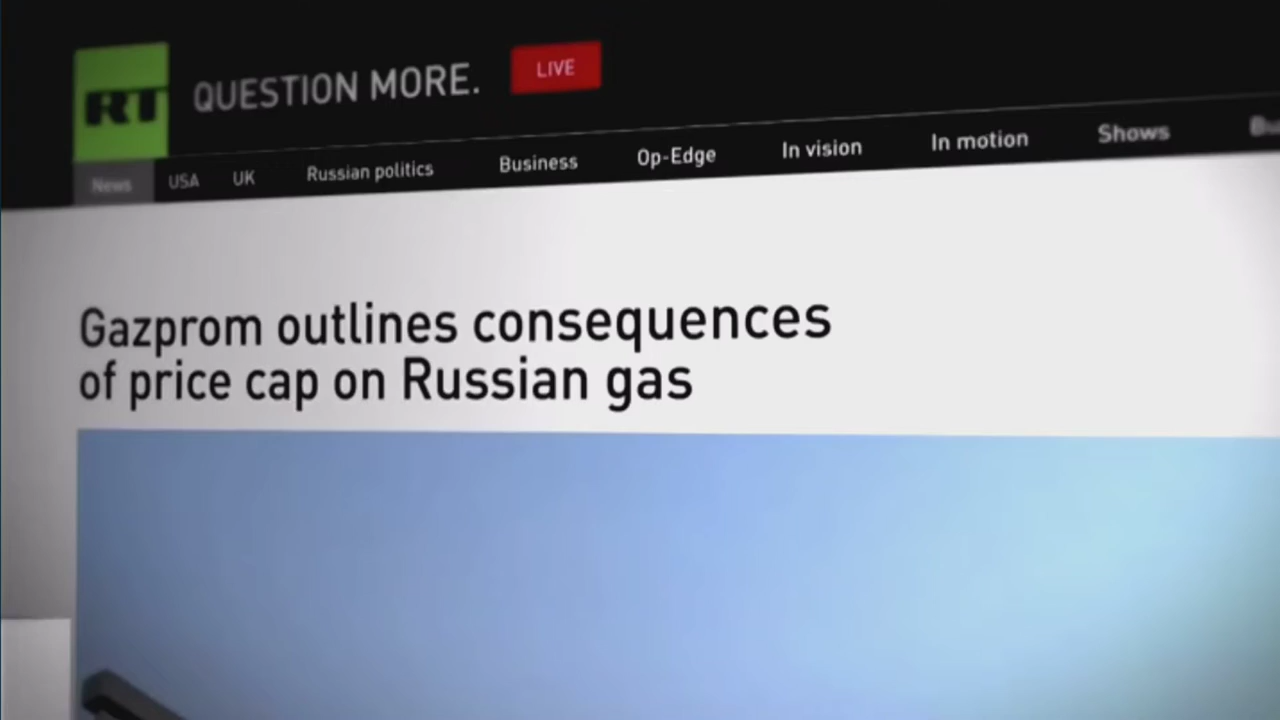 RT QUESTION MORE. LIVE
News USA UK Russian politics Business Op-Edge In vision In motion Shows
Gazprom outlines consequences
of price cap on Russian gas